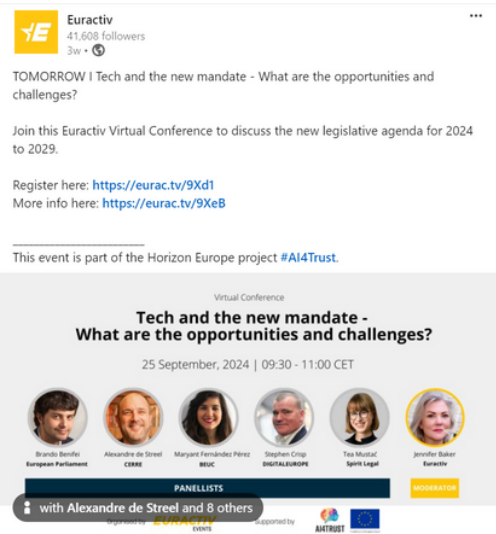 Euractiv
41,608 followers
3w •
TOMORROW I Tech and the new mandate - What are the opportunities and
challenges?
Join this Euractiv Virtual Conference to discuss the new legislative agenda for 2024
to 2029.
Register here: https://eurac.tv/9Xd1
More info here: https://eurac.tv/9XeB
This event is part of the Horizon Europe project #AI4Trust.
Virtual Conference
Tech and the new mandate -
What are the opportunities and challenges?
25 September, 2024 | 09:30 - 11:00 CET
Brando Benifei
European Parliament
Alexandre de Streel
CERRE
Maryant Fernández Pérez
BEUC
Stephen Crisp
DIGITALEUROPE
Tea Mustać
Spirit Legal
Jennifer Baker
Euractiv
PANELLISTS
MODERATOR
with Alexandre de Streel and 8 others
Organised by EURACTIV
EVENTS
supported by
AI4TRUST